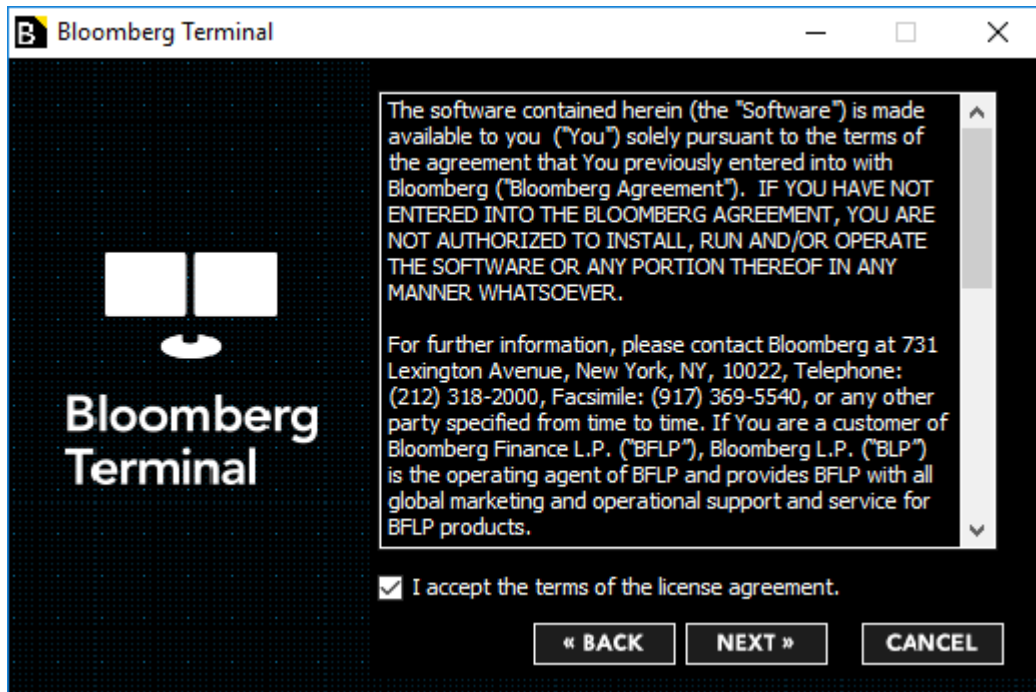 Bloomberg Terminal
The software contained herein (the "Software") is made
available to you  ("You") solely pursuant to the terms of
the agreement that You previously entered into with
Bloomberg ("Bloomberg Agreement").  IF YOU HAVE NOT
ENTERED INTO THE BLOOMBERG AGREEMENT, YOU ARE
NOT AUTHORIZED TO INSTALL, RUN AND/OR OPERATE
THE SOFTWARE OR ANY PORTION THEREOF IN ANY
MANNER WHATSOEVER.
For further information, please contact Bloomberg at 731
Lexington Avenue, New York, NY, 10022, Telephone:
(212) 318-2000, Facsimile: (917) 369-5540, or any other
party specified from time to time. If You are a customer of
Bloomberg Finance L.P. ("BFLP"), Bloomberg L.P. ("BLP")
is the operating agent of BFLP and provides BFLP with all
global marketing and operational support and service for
BFLP products.
Bloomberg
Terminal
I accept the terms of the license agreement.
« BACK NEXT » CANCEL